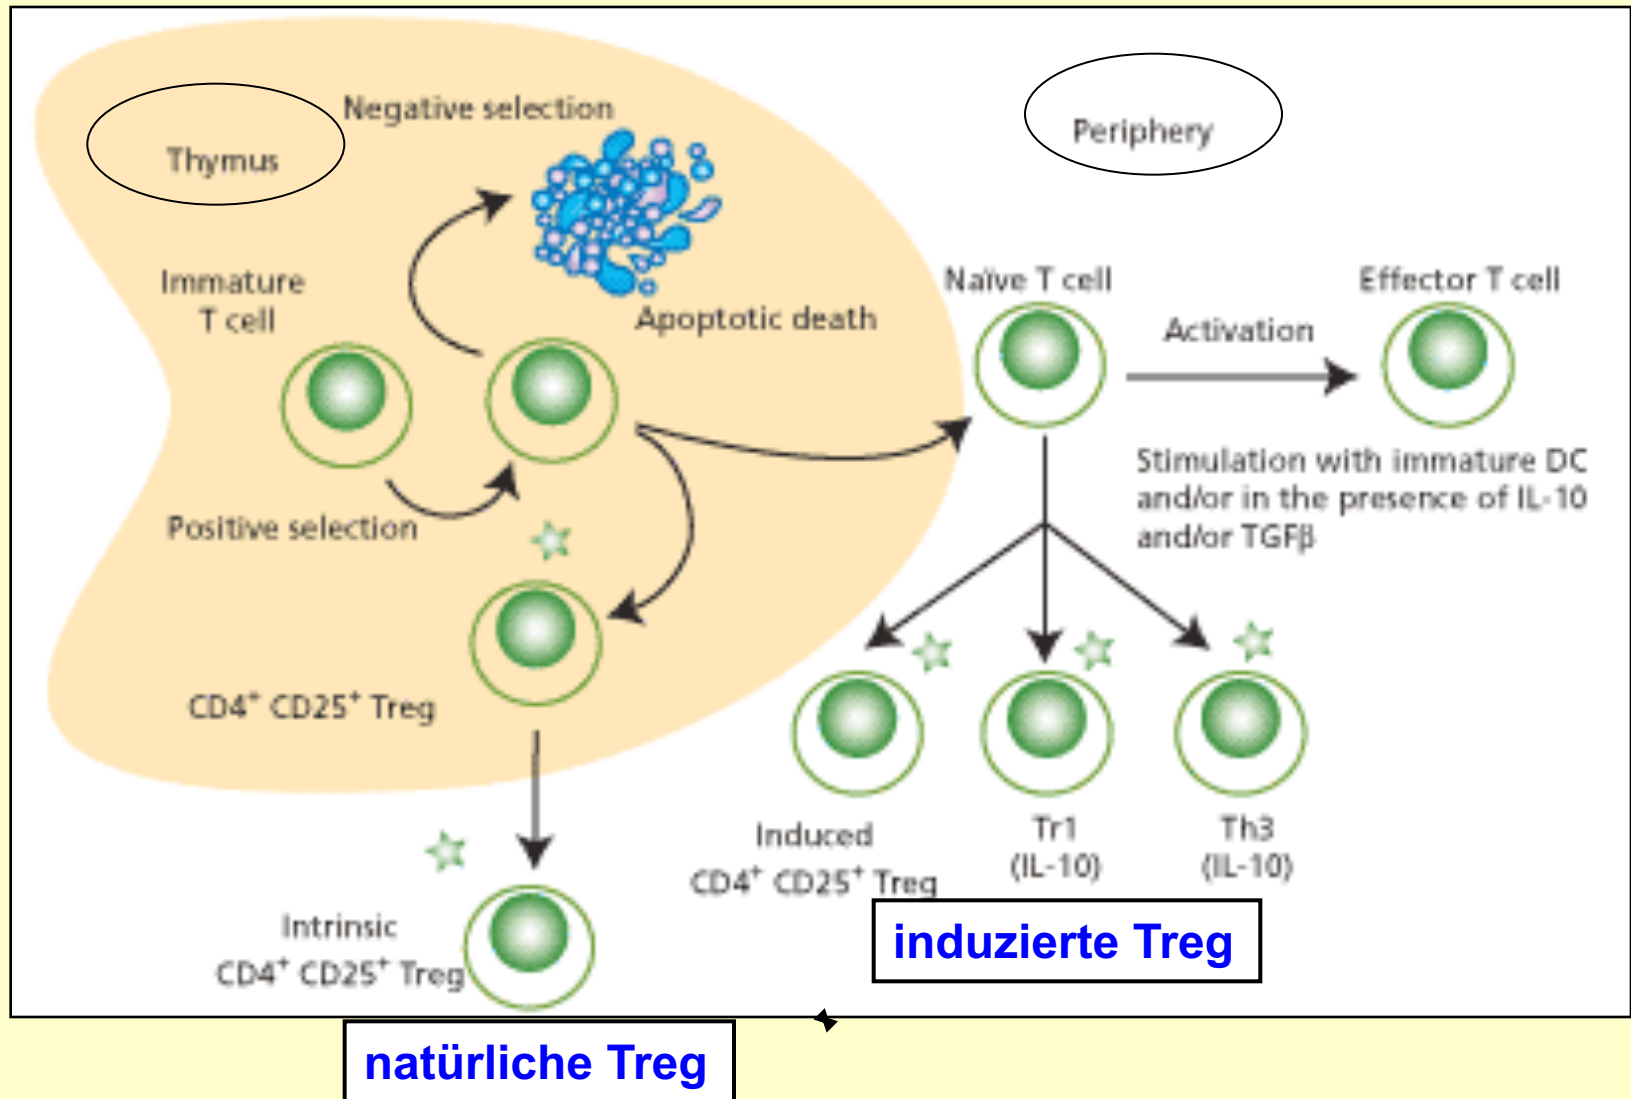 Negative selection
Thymus
Periphery
Immature
T cell
Apoptotic death
Naïve T cell
Effector T cell
Activation
Stimulation with immature DC
and/or in the presence of IL-10
and/or TGFβ
Positive selection
CD4⁺ CD25⁺ Treg
Induced
CD4⁺ CD25⁺ Treg
Tr1
(IL-10)
Th3
(IL-10)
induzierte Treg
Intrinsic
CD4⁺ CD25⁺ Treg
natürliche Treg